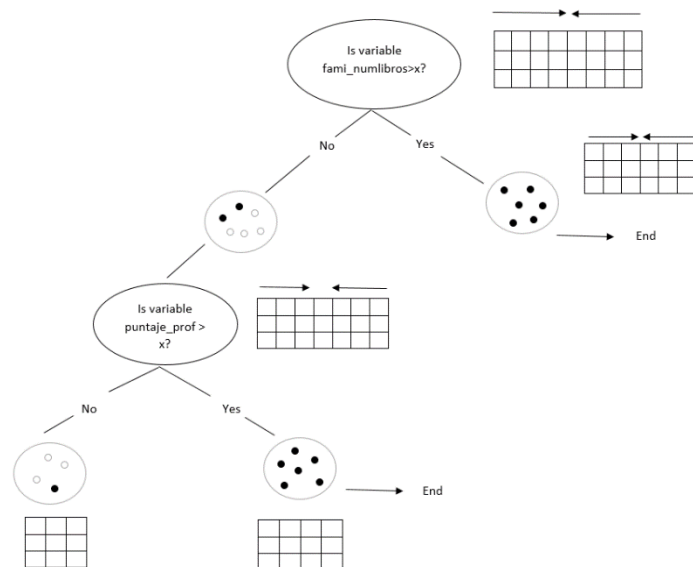 Is variable
fami_numlibros>x?
No
Yes
End
Is variable
puntaje_prof >
x?
No
Yes
End